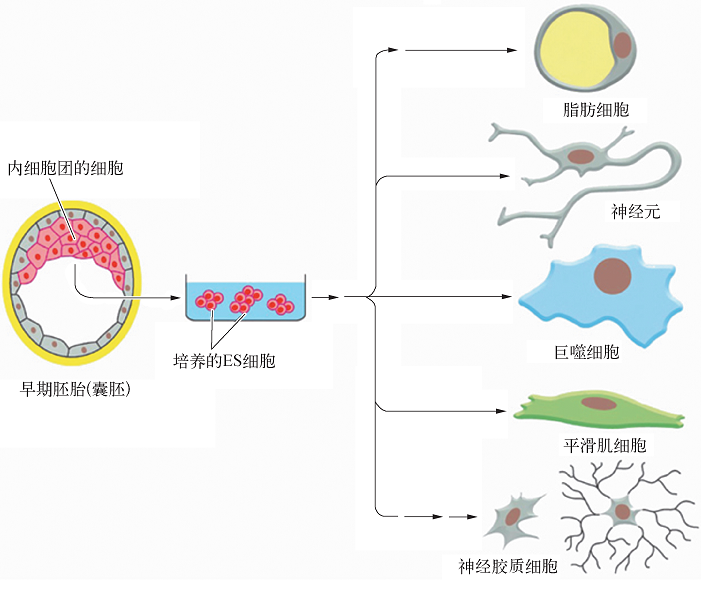 内细胞团的细胞
早期胚胎(囊胚)
培养的ES细胞
脂肪细胞
神经元
巨噬细胞
平滑肌细胞
神经胶质细胞